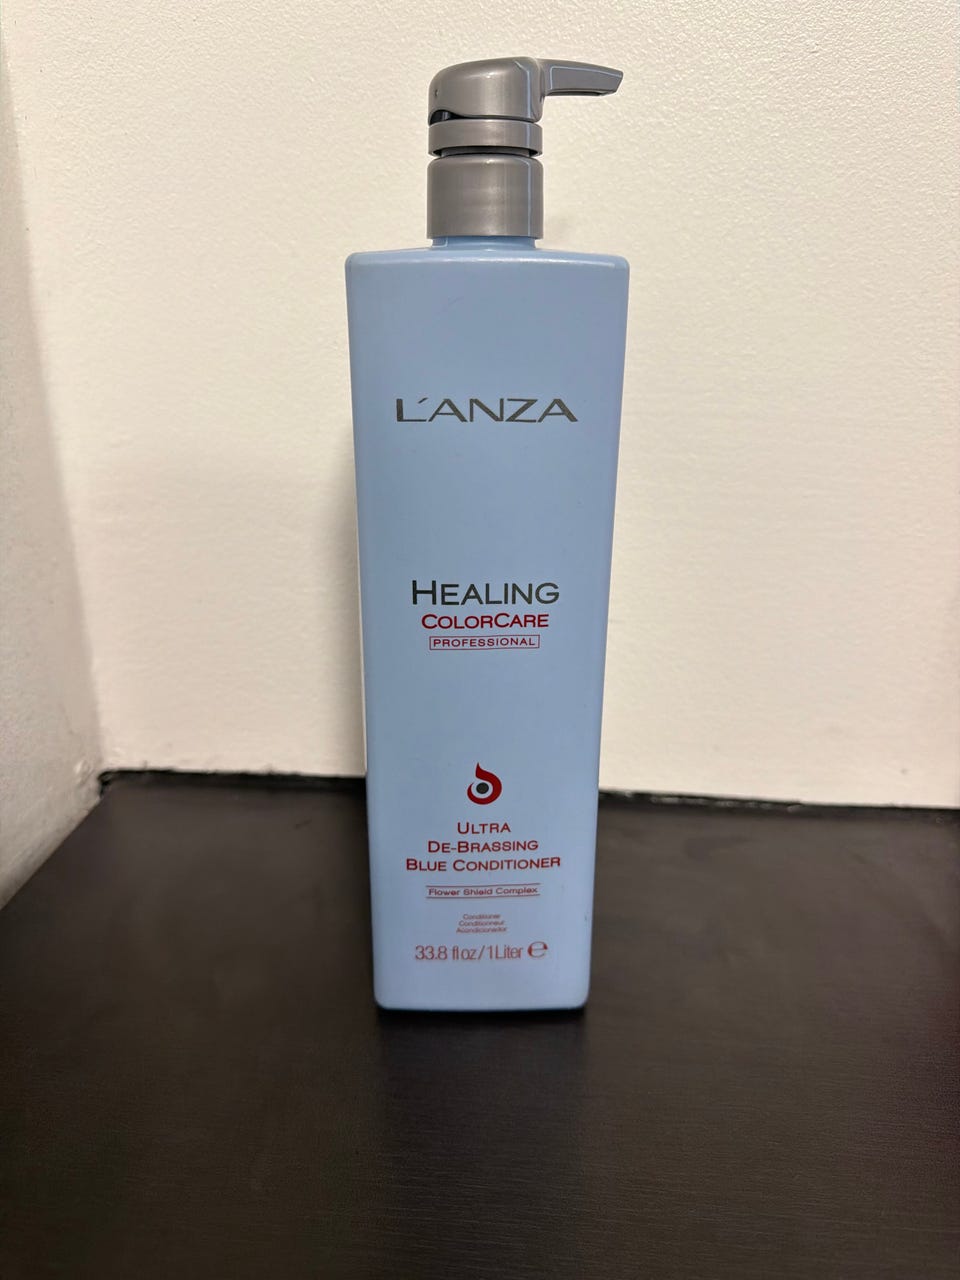 L'ANZA
HEALING
COLORCARE
PROFESSIONAL
ULTRA
DE-BRASSING
BLUE CONDITIONER
Flower Shield Complex
Conditioner
Conditionneur
Acondicionador
33.8 fl oz / 1 Liter ℮